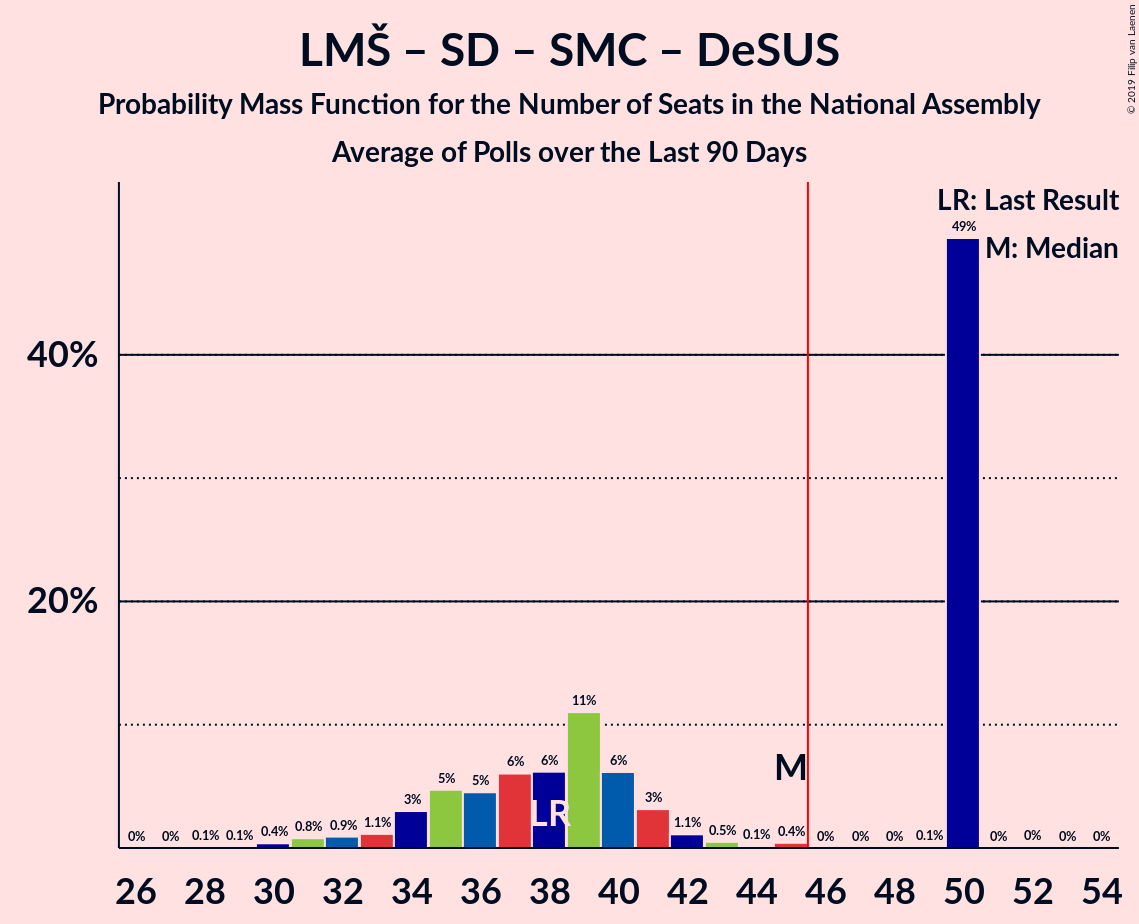 LMŠ – SD – SMC – DeSUS
Probability Mass Function for the Number of Seats in the National Assembly
Average of Polls over the Last 90 Days
© 2019 Filip van Laenen
LR: Last Result
M: Median
40%
20%
0% 0% 0.1% 0.1% 0.4% 0.8% 0.9% 1.1% 3% 5% 5% 6% 6% 11% 6% 3% 1.1% 0.5% 0.1% 0.4% 0% 0% 0% 0.1% 49% 0% 0% 0% 0%
M
LR
26 28 30 32 34 36 38 40 42 44 46 48 50 52 54